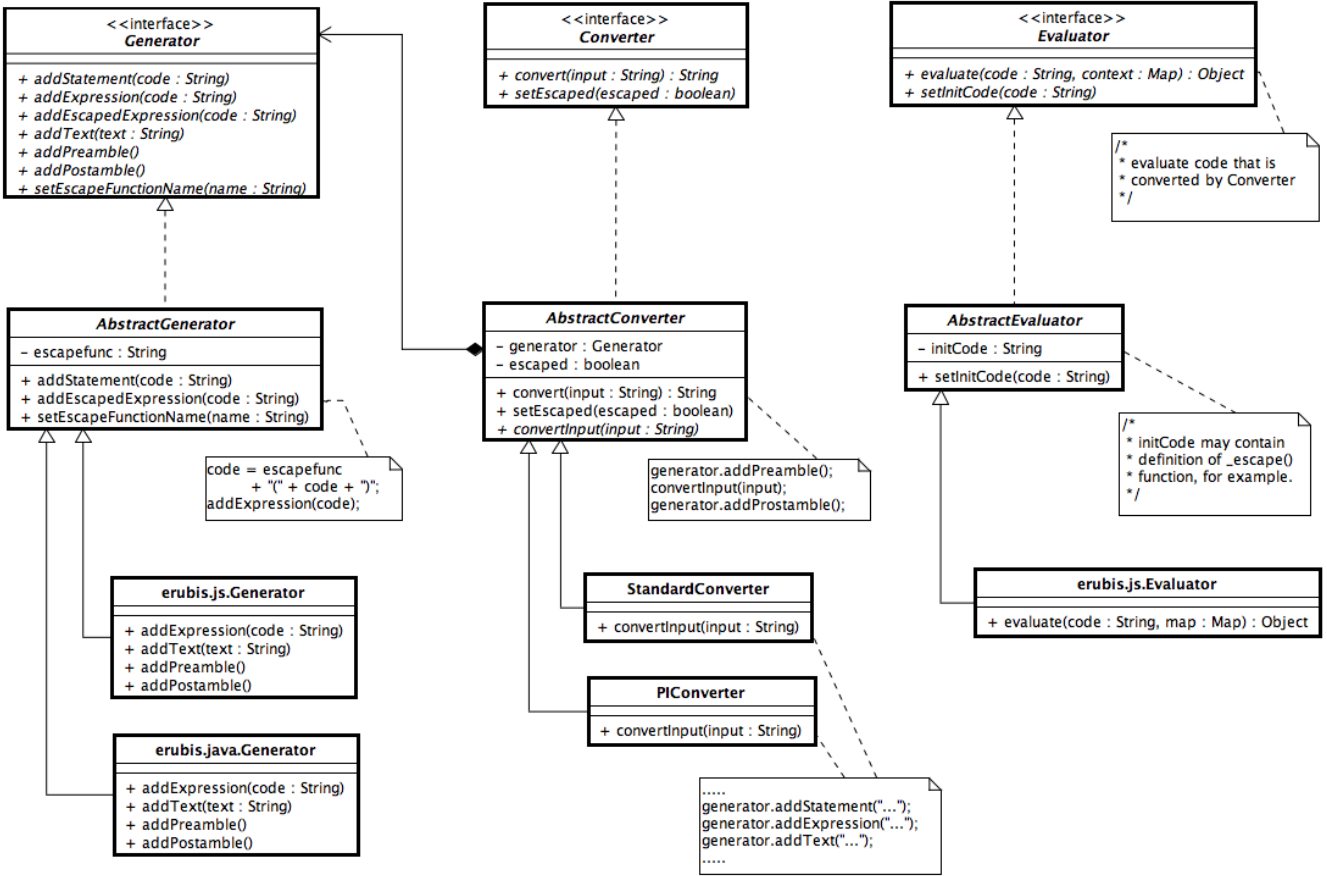 <<interface>>
Generator
+ addStatement(code : String)
+ addExpression(code : String)
+ addEscapedExpression(code : String)
+ addText(text : String)
+ addPreamble()
+ addPostamble()
+ setEscapeFunctionName(name : String)
<<interface>>
Converter
+ convert(input : String) : String
+ setEscaped(escaped : boolean)
<<interface>>
Evaluator
+ evaluate(code : String, context : Map) : Object
+ setInitCode(code : String)
/*
* evaluate code that is
* converted by Converter
*/
AbstractGenerator
- escapefunc : String
+ addStatement(code : String)
+ addEscapedExpression(code : String)
+ setEscapeFunctionName(name : String)
code = escapefunc
+ "(" + code + ")";
addExpression(code);
AbstractConverter
- generator : Generator
- escaped : boolean
+ convert(input : String) : String
+ setEscaped(escaped : boolean)
+ convertInput(input : String)
generator.addPreamble();
convertInput(input);
generator.addProstamble();
AbstractEvaluator
- initCode : String
+ setInitCode(code : String)
/*
* initCode may contain
* definition of _escape()
* function, for example.
*/
erubis.js.Generator
+ addExpression(code : String)
+ addText(text : String)
+ addPreamble()
+ addPostamble()
erubis.java.Generator
+ addExpression(code : String)
+ addText(text : String)
+ addPreamble()
+ addPostamble()
StandardConverter
+ convertInput(input : String)
PIConverter
+ convertInput(input : String)
.....
generator.addStatement("...");
generator.addExpression("...");
generator.addText("...");
.....
erubis.js.Evaluator
+ evaluate(code : String, map : Map) : Object